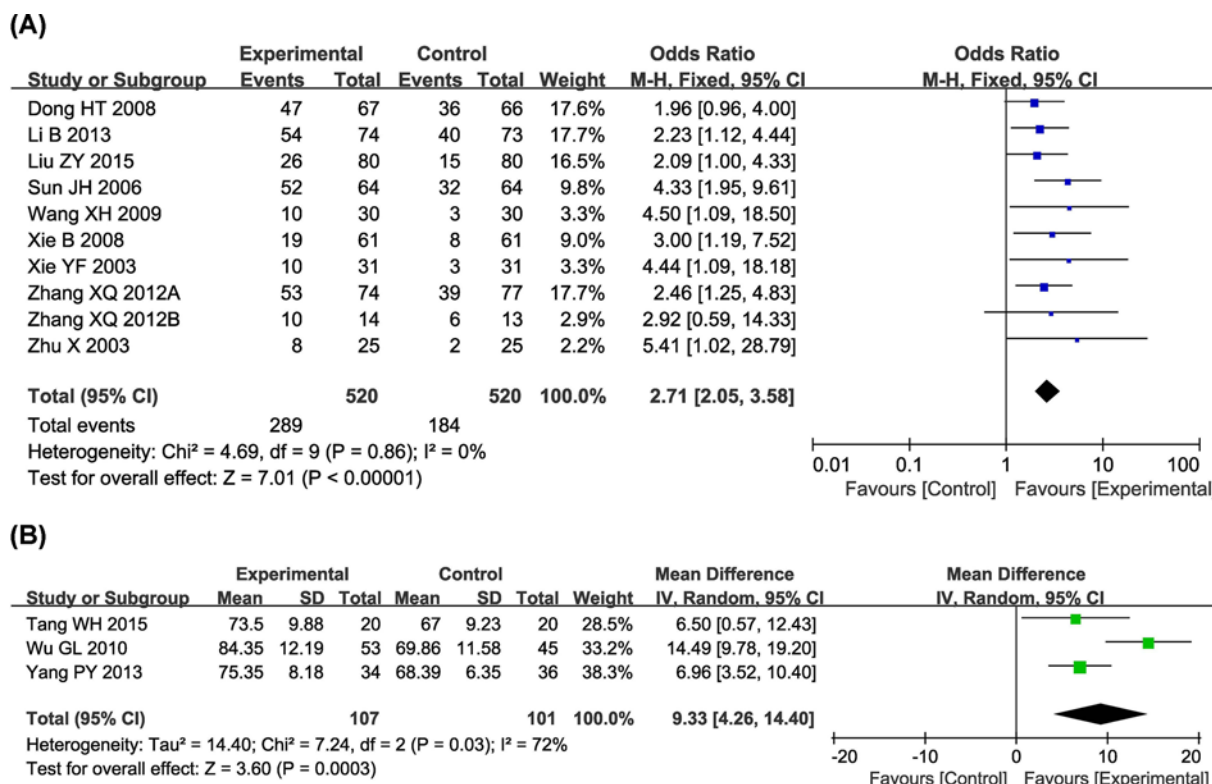 (A)
Experimental Control Odds Ratio Odds Ratio
Study or Subgroup Events Total Events Total Weight M-H, Fixed, 95% CI M-H, Fixed, 95% CI
Dong HT 2008 47 67 36 66 17.6% 1.96 [0.96, 4.00]
Li B 2013 54 74 40 73 17.7% 2.23 [1.12, 4.44]
Liu ZY 2015 26 80 15 80 16.5% 2.09 [1.00, 4.33]
Sun JH 2006 52 64 32 64 9.8% 4.33 [1.95, 9.61]
Wang XH 2009 10 30 3 30 3.3% 4.50 [1.09, 18.50]
Xie B 2008 19 61 8 61 9.0% 3.00 [1.19, 7.52]
Xie YF 2003 10 31 3 31 3.3% 4.44 [1.09, 18.18]
Zhang XQ 2012A 53 74 39 77 17.7% 2.46 [1.25, 4.83]
Zhang XQ 2012B 10 14 6 13 2.9% 2.92 [0.59, 14.33]
Zhu X 2003 8 25 2 25 2.2% 5.41 [1.02, 28.79]
Total (95% CI) 520 520 100.0% 2.71 [2.05, 3.58]
Total events 289 184
Heterogeneity: Chi² = 4.69, df = 9 (P = 0.86); I² = 0%
Test for overall effect: Z = 7.01 (P < 0.00001)
0.01 0.1 1 10 100
Favours [Control] Favours [Experimental]
(B)
Experimental Control Mean Difference Mean Difference
Study or Subgroup Mean SD Total Mean SD Total Weight IV, Random, 95% CI IV, Random, 95% CI
Tang WH 2015 73.5 9.88 20 67 9.23 20 28.5% 6.50 [0.57, 12.43]
Wu GL 2010 84.35 12.19 53 69.86 11.58 45 33.2% 14.49 [9.78, 19.20]
Yang PY 2013 75.35 8.18 34 68.39 6.35 36 38.3% 6.96 [3.52, 10.40]
Total (95% CI) 107 101 100.0% 9.33 [4.26, 14.40]
Heterogeneity: Tau² = 14.40; Chi² = 7.24, df = 2 (P = 0.03); I² = 72%
Test for overall effect: Z = 3.60 (P = 0.0003)
-20 -10 0 10 20
Favours [Control] Favours [Experimental]